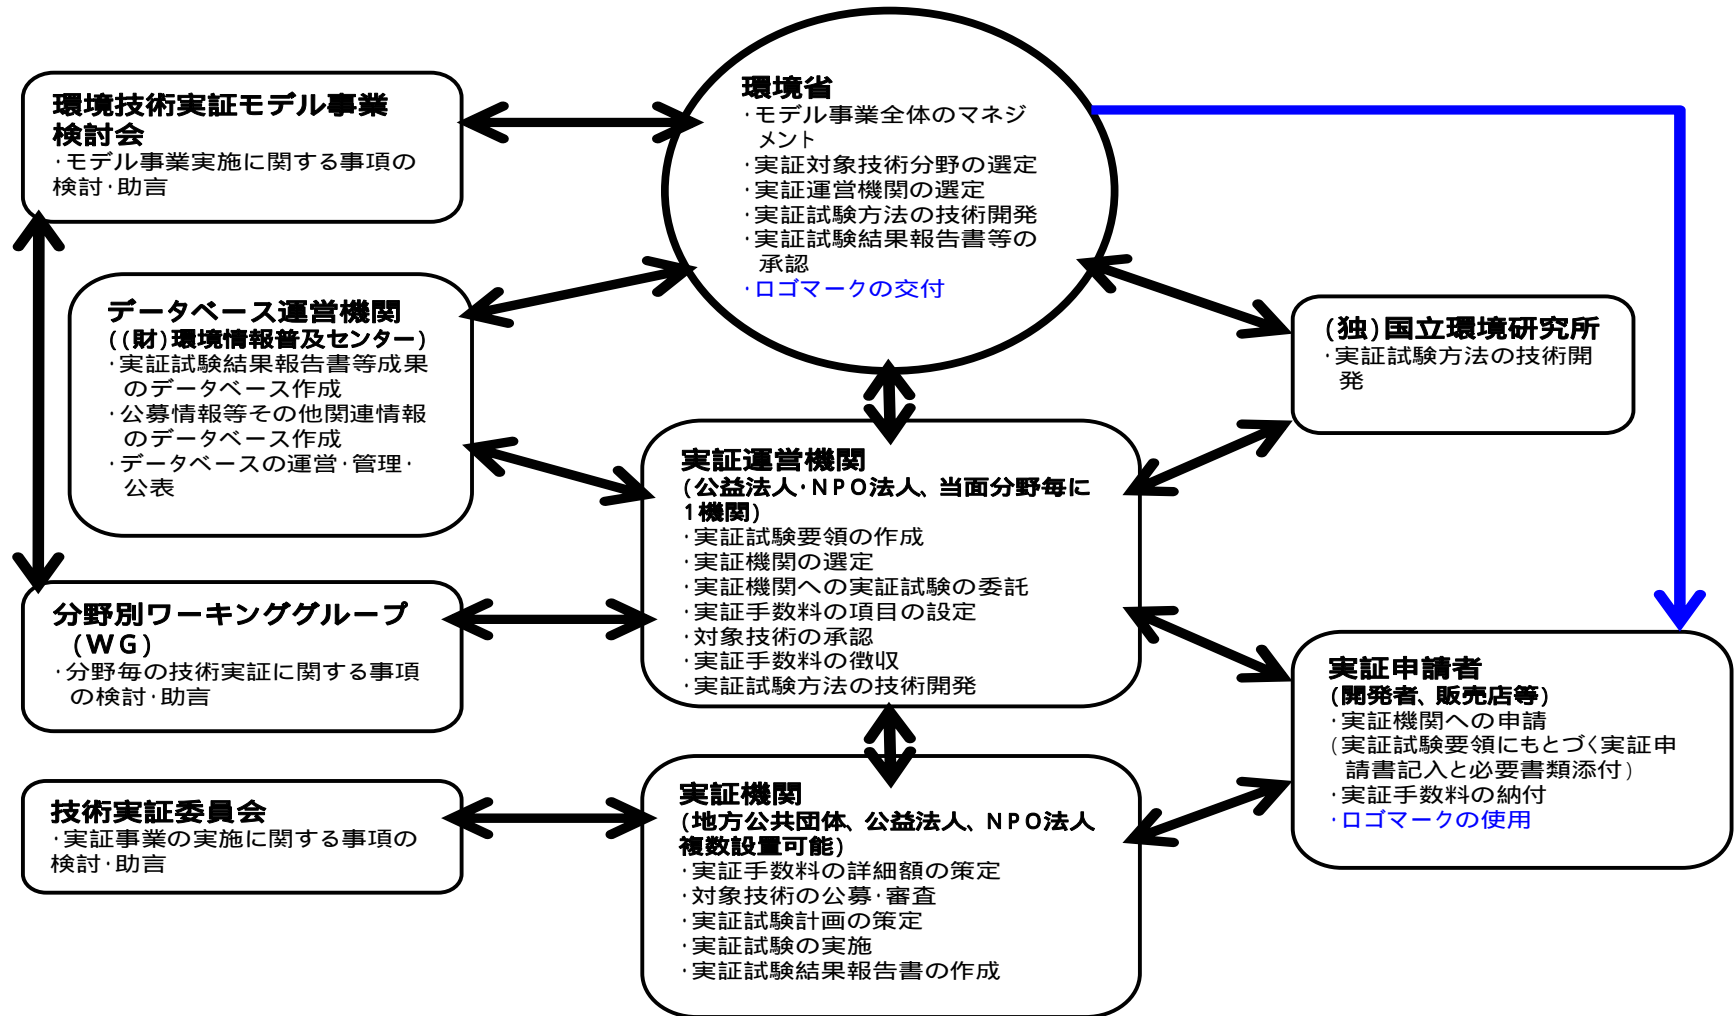 環境省
･モデル事業全体のマネジ
メント
･実証対象技術分野の選定
･実証運営機関の選定
･実証試験方法の技術開発
･実証試験結果報告書等の
承認
･ロゴマークの交付
環境技術実証モデル事業
検討会
･モデル事業実施に関する事項の
検討･助言
データベース運営機関
((財)環境情報普及センター)
･実証試験結果報告書等成果
のデータベース作成
･公募情報等その他関連情報
のデータベース作成
･データベースの運営･管理･
公表
(独)国立環境研究所
･実証試験方法の技術開
発
実証運営機関
(公益法人･NPO法人、当面分野毎に
1機関)
･実証試験要領の作成
･実証機関の選定
･実証機関への実証試験の委託
･実証手数料の項目の設定
･対象技術の承認
･実証手数料の徴収
･実証試験方法の技術開発
分野別ワーキンググループ
(WG)
･分野毎の技術実証に関する事項
の検討･助言
実証申請者
(開発者、販売店等)
･実証機関への申請
(実証試験要領にもとづく実証申
請書記入と必要書類添付)
･実証手数料の納付
･ロゴマークの使用
技術実証委員会
･実証事業の実施に関する事項の
検討･助言
実証機関
(地方公共団体、公益法人、NPO法人
複数設置可能)
･実証手数料の詳細額の策定
･対象技術の公募･審査
･実証試験計画の策定
･実証試験の実施
･実証試験結果報告書の作成